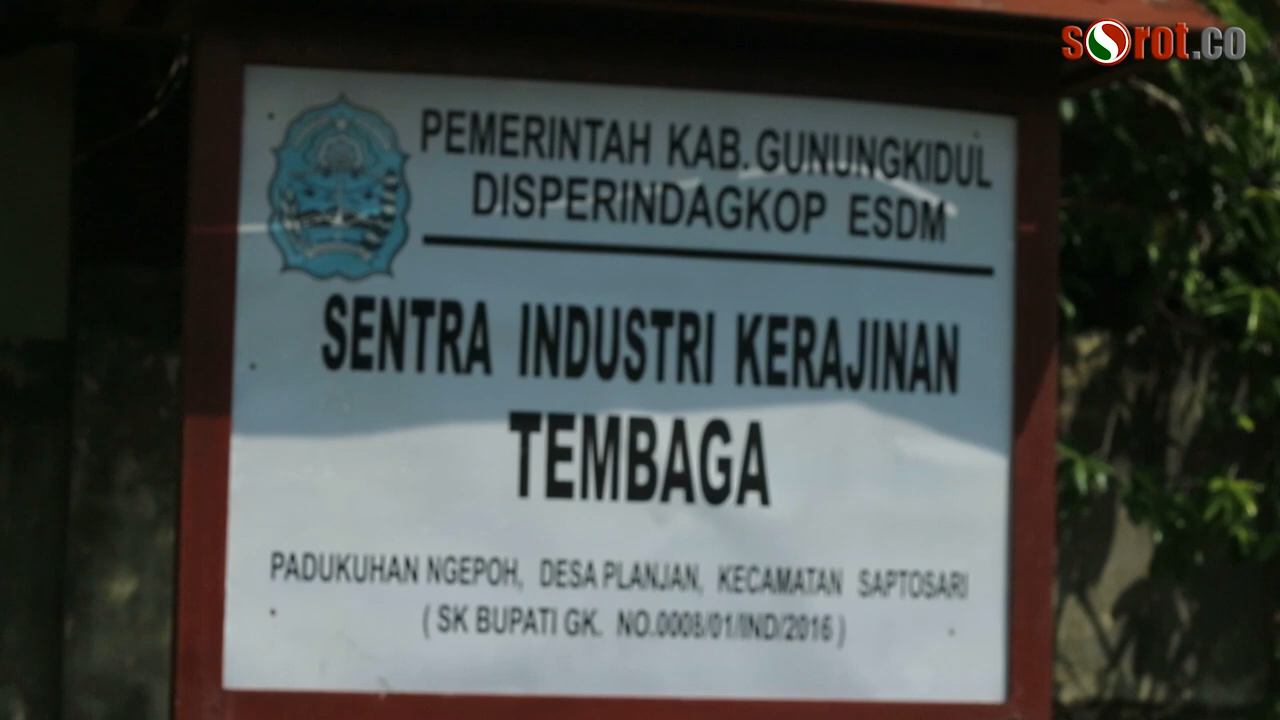 sorot.co
PEMERINTAH KAB. GUNUNGKIDUL
DISPERINDAGKOP ESDM
SENTRA INDUSTRI KERAJINAN
TEMBAGA
PADUKUHAN NGEPOH, DESA PLANJAN, KECAMATAN SAPTOSARI
( SK BUPATI GK. NO.0008/01/IND/2016 )